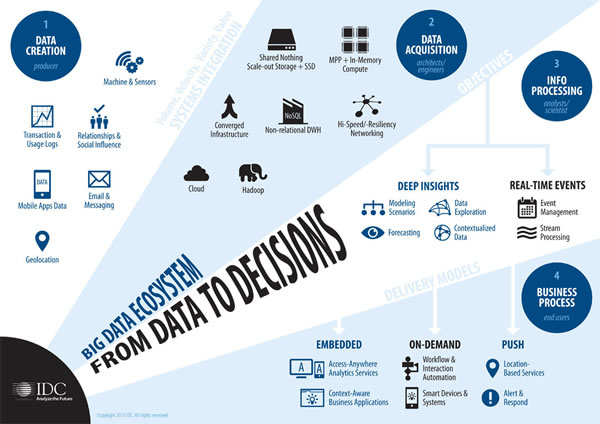 1
DATA
CREATION
producer
Machine & Sensors
Transaction &
Usage Logs
Relationships &
Social Influence
DATA
Mobile Apps Data
Email &
Messaging
Geolocation
Volume, Velocity, Variety, Value
SYSTEMS INTEGRATION
2
DATA
ACQUISITION
architects/
engineers
Shared Nothing
Scale-out Storage + SSD
MPP + In-Memory
Compute
Converged
Infrastructure
NoSQL
Non-relational DWH
Hi-Speed/-Resiliency
Networking
Cloud
Hadoop
OBJECTIVES
3
INFO
PROCESSING
analysts/
scientist
DEEP INSIGHTS
Modeling
Scenarios
Data
Exploration
Forecasting
Contextualized
Data
REAL-TIME EVENTS
Event
Management
Stream
Processing
BIG DATA ECOSYSTEM
FROM DATA TO DECISIONS
DELIVERY MODELS
4
BUSINESS
PROCESS
end users
EMBEDDED
A A
Access-Anywhere
Analytics Services
Context-Aware
Business Applications
ON-DEMAND
Workflow &
Interaction
Automation
Smart Devices &
Systems
PUSH
Location-
Based Services
Alert &
Respond
IDC
Analyze the Future
Copyright 2012 IDC. All rights reserved.